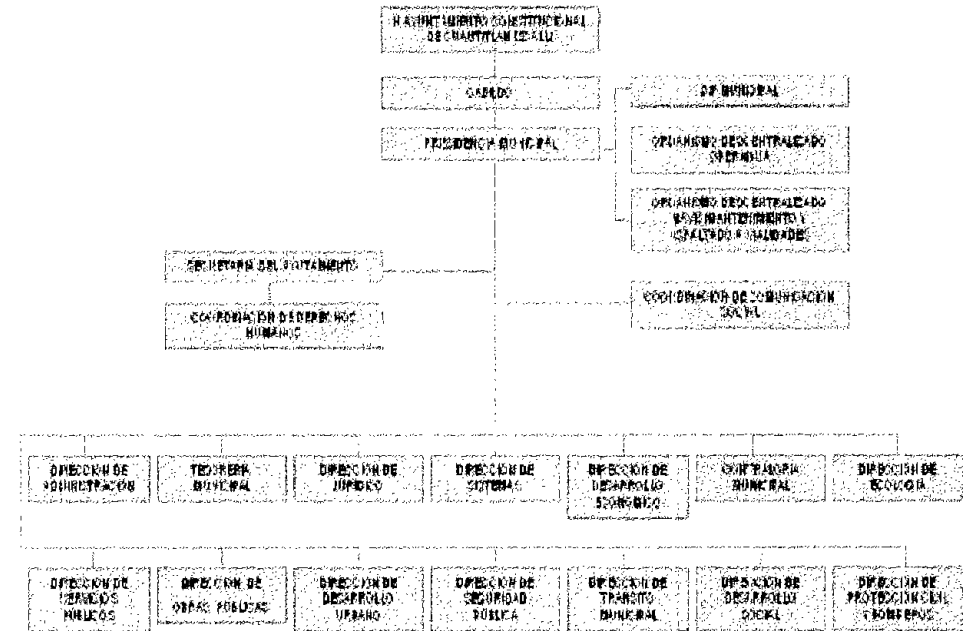 H AYUNTAMIENTO CONSTITUCIONAL
DE CUAUTITLAN IZCALLI
CABILDO
PRESIDENCIA MUNICIPAL
DIF MUNICIPAL
ORGANISMO DESCENTRALIZADO
OPERAGUA
ORGANISMO DESCENTRALIZADO
MANTENIMIENTO
VIALIDADES
SECRETARIA DEL AYUNTAMIENTO
COORDINACION DE DERECHOS
HUMANOS
COORDINACION DE COMUNICACION
SOCIAL
DIRECCION DE
ADMINISTRACION
TESORERIA
MUNICIPAL
DIRECCION DE
JURIDICO
DIRECCION DE
SISTEMAS
DIRECCION DE
DESARROLLO
ECONOMICO
CONTRALORIA
MUNICIPAL
DIRECCION DE
ECOLOGIA
DIRECCION DE
SERVICIOS
PUBLICOS
DIRECCION DE
OBRAS PUBLICAS
DIRECCION DE
DESARROLLO
URBANO
DIRECCION DE
SEGURIDAD
PUBLICA
DIRECCION DE
TRANSITO
MUNICIPAL
DIRECCION DE
DESARROLLO
SOCIAL
DIRECCION DE
PROTECCION CIVIL
Y BOMBEROS